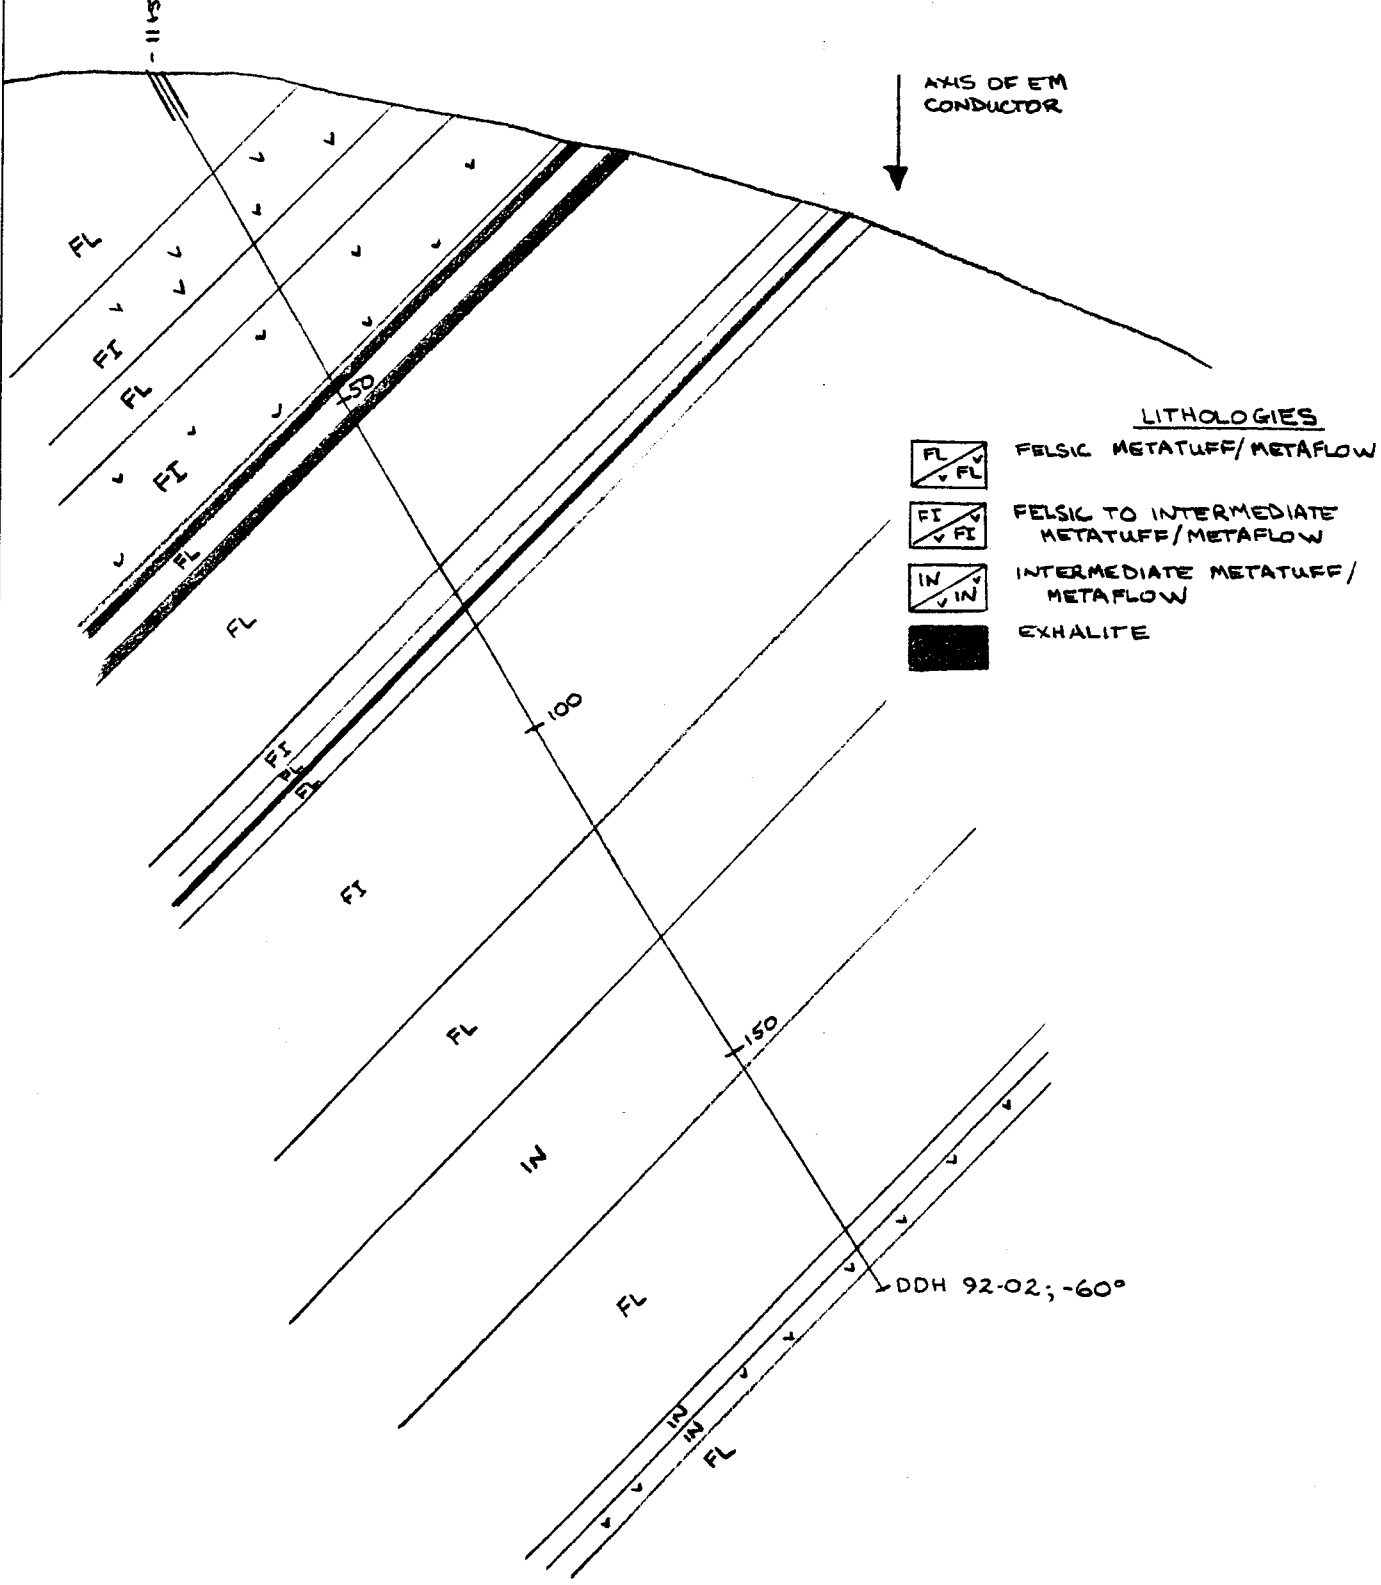 AXIS OF EM
CONDUCTOR
FL
FI
FL
FI
FL
FL
50
LITHOLOGIES
FL FL
FELSIC METATUFF/METAFLOW
FI FI
FELSIC TO INTERMEDIATE
METATUFF/METAFLOW
IN IN
INTERMEDIATE METATUFF/
METAFLOW
EXHALITE
100
FI
FL
FL
FI
FL
150
IN
FL
DDH 92-02; -60°
IN
IN
FL